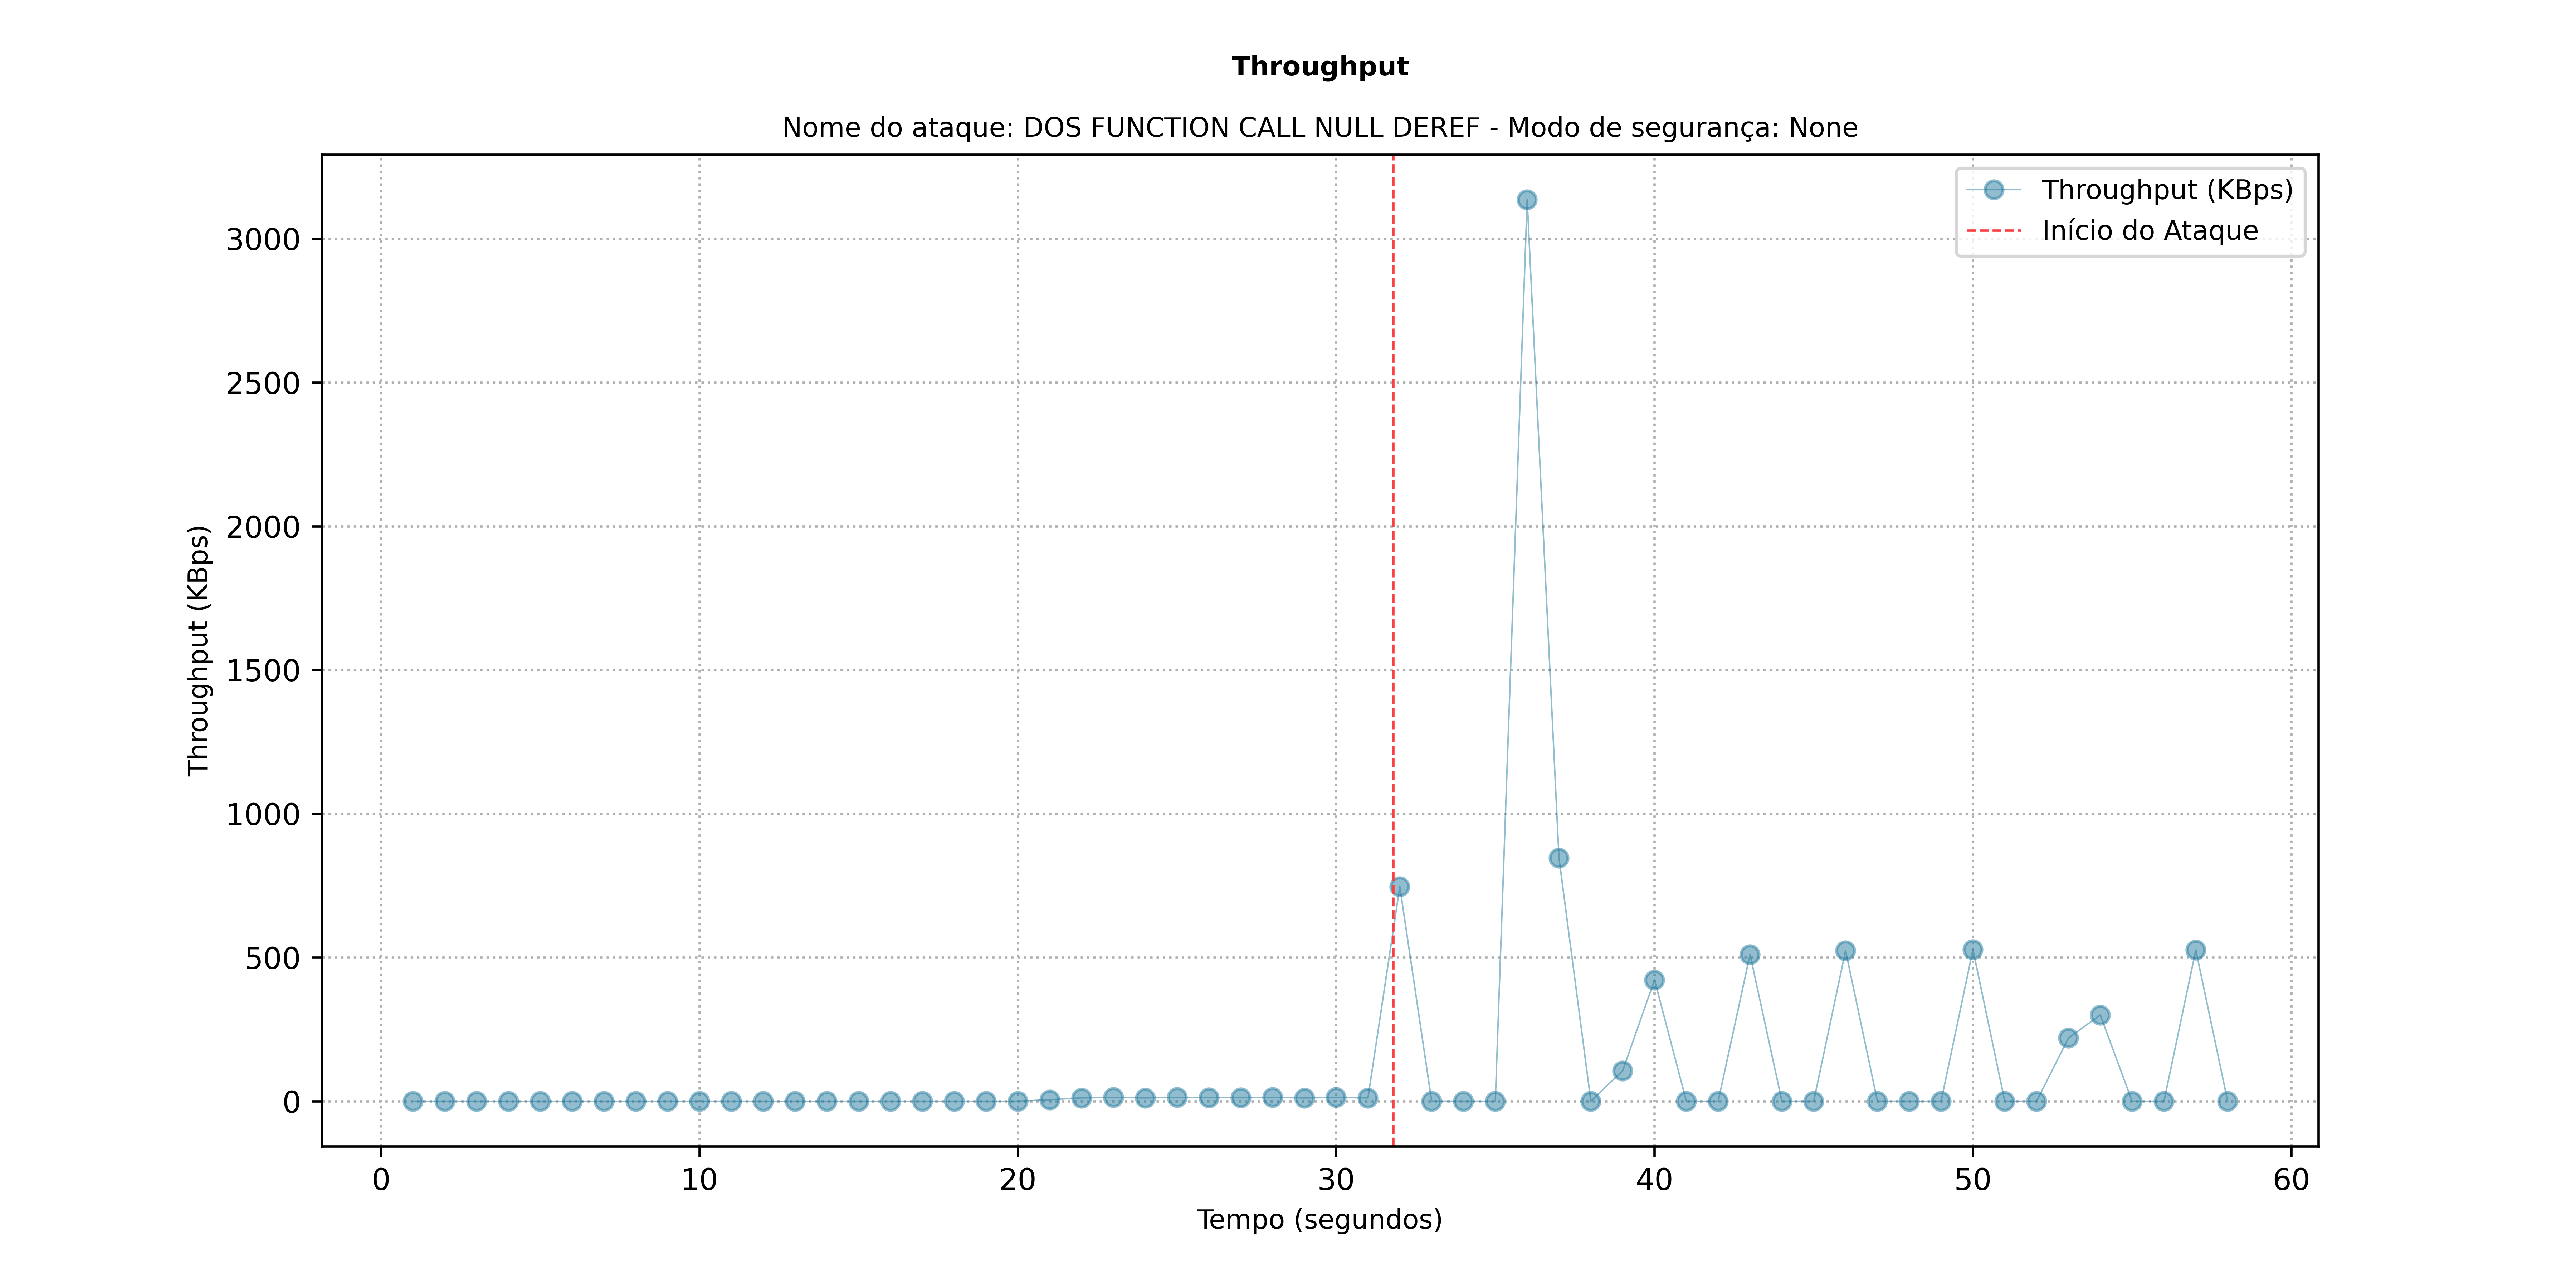 Throughput
Nome do ataque: DOS FUNCTION CALL NULL DEREF - Modo de segurança: None
Throughput (KBps)
Início do Ataque
3000
2500
2000
1500
1000
500
0
Throughput (KBps)
0 10 20 30 40 50 60
Tempo (segundos)